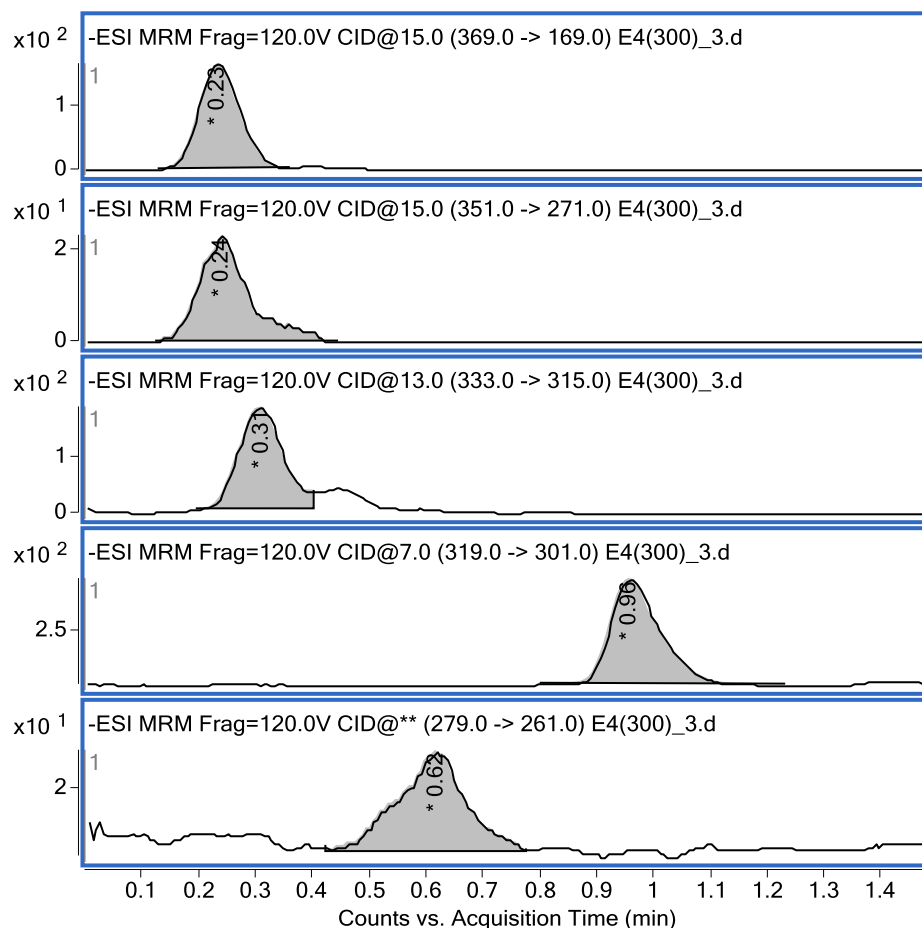 x10 2
-ESI MRM Frag=120.0V CID@15.0 (369.0 -> 169.0) E4(300)_3.d
1
* 0.23
1
0
x10 1
-ESI MRM Frag=120.0V CID@15.0 (351.0 -> 271.0) E4(300)_3.d
1
* 0.24
2
0
x10 2
-ESI MRM Frag=120.0V CID@13.0 (333.0 -> 315.0) E4(300)_3.d
1
* 0.31
1
0
x10 2
-ESI MRM Frag=120.0V CID@7.0 (319.0 -> 301.0) E4(300)_3.d
1
* 0.96
2.5
x10 1
-ESI MRM Frag=120.0V CID@** (279.0 -> 261.0) E4(300)_3.d
1
* 0.62
2
0.1 0.2 0.3 0.4 0.5 0.6 0.7 0.8 0.9 1 1.1 1.2 1.3 1.4
Counts vs. Acquisition Time (min)